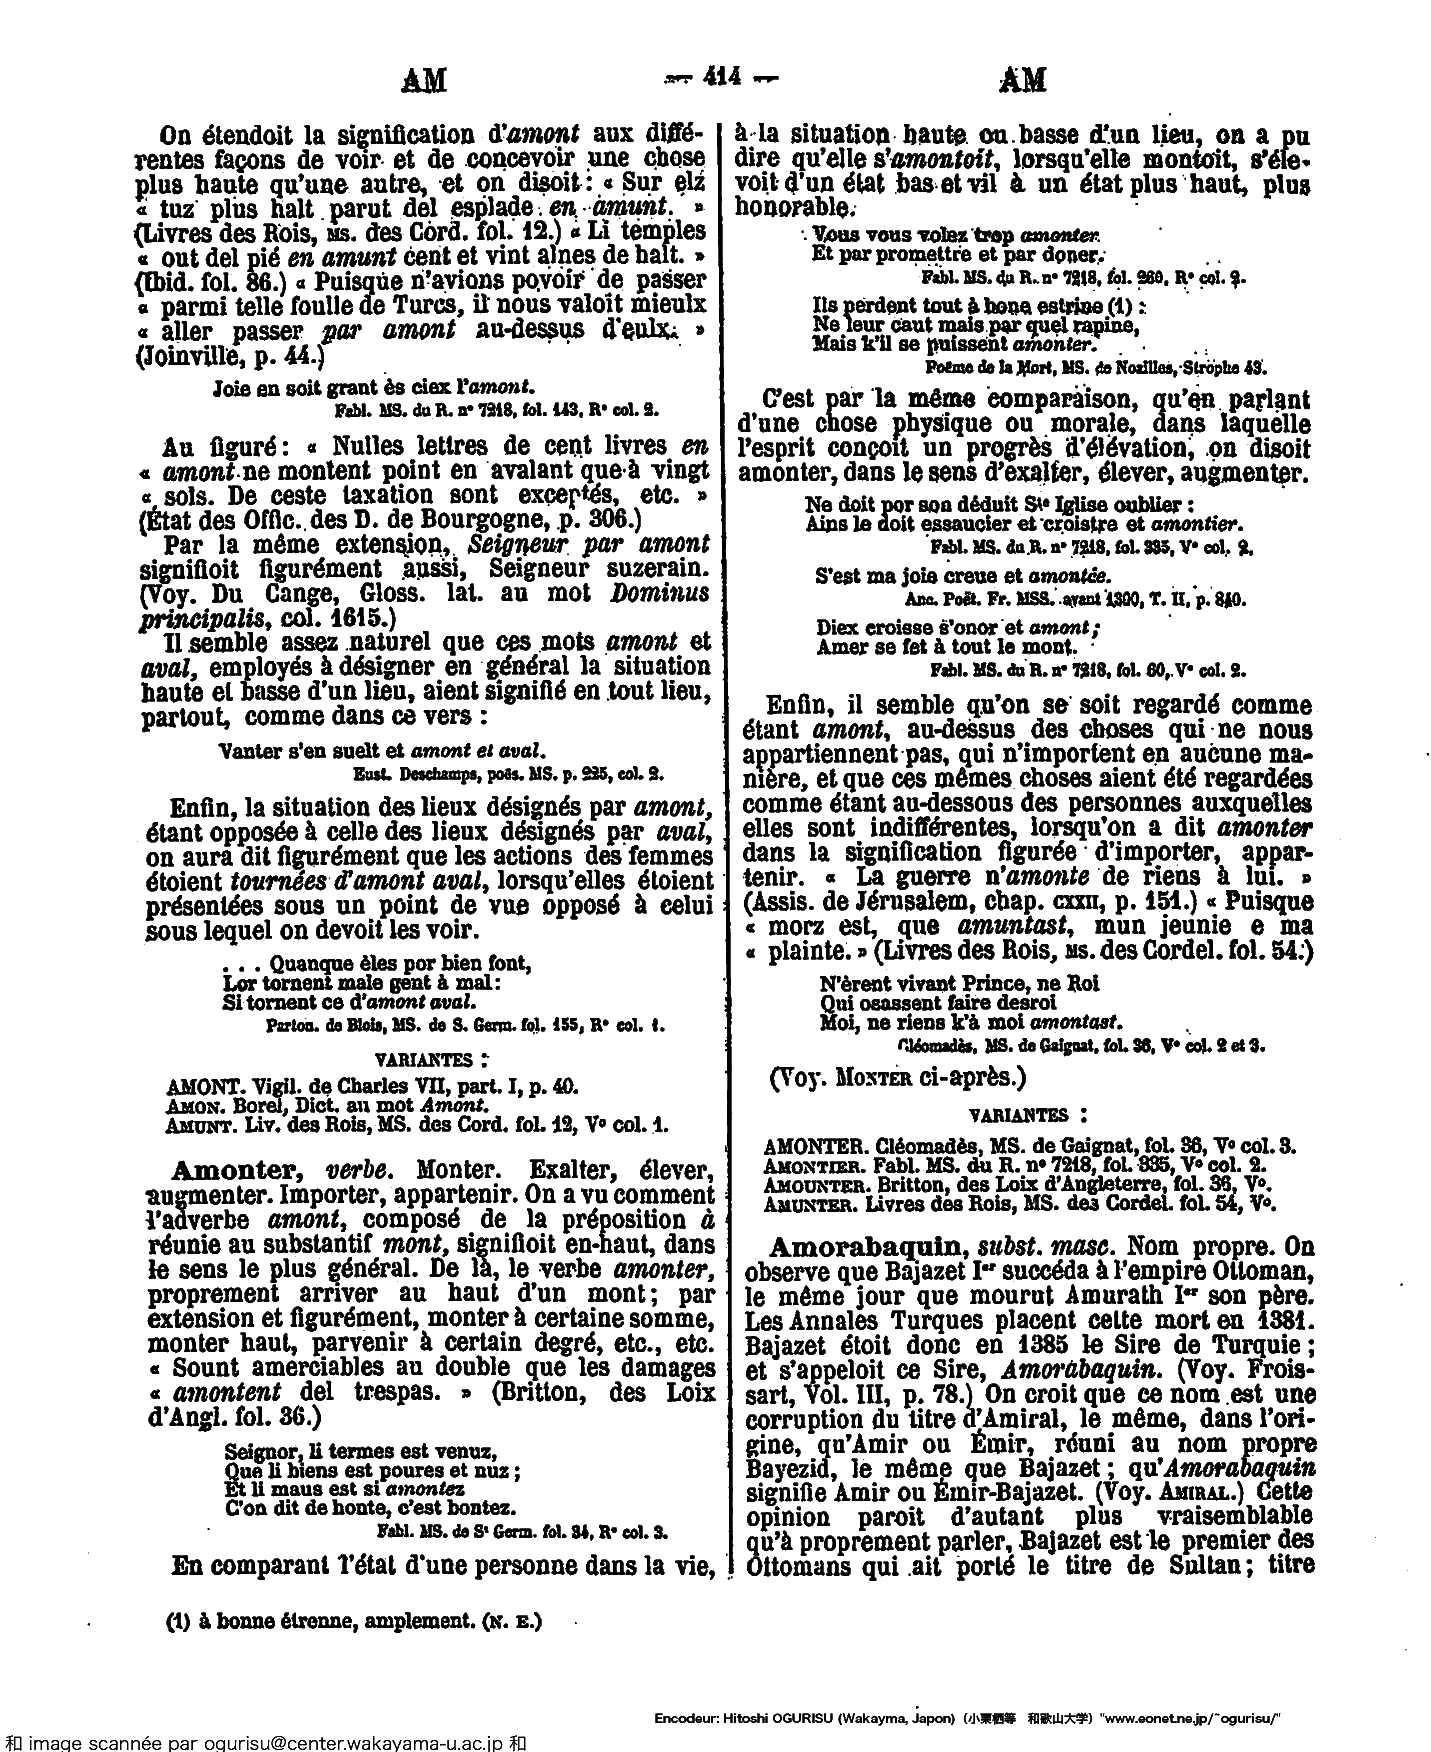 AM
— 414 —
AM
On étendoit la signification d'amont aux diffé-
rentes façons de voir et de concevoir une chose
plus haute qu'une autre, et on disoit : « Sur elz
« tuz plus halt parut del esplade en amunt. »
(Livres des Rois, MS. des Cord. fol. 12.) « Li temples
« out del pié en amunt cent et vint alnes de halt. »
(Ibid. fol. 86.) « Puisque n'avions povoir de passer
« parmi telle foulle de Turcs, il nous valoit mieulx
« aller passer par amont au-dessus d'eulx. »
(Joinville, p. 44.)
Joie en soit grant ès ciex l'amont.
Fabl. MS. du R. n° 7218, fol. 143, R° col. 2.
Au figuré : « Nulles lettres de cent livres en
« amont ne montent point en avalant que à vingt
« sols. De ceste taxation sont exceptés, etc. »
(État des Offic. des D. de Bourgogne, p. 306.)
Par la même extension, Seigneur par amont
signifioit figurément aussi, Seigneur suzerain.
(Voy. Du Cange, Gloss. lat. au mot Dominus
principalis, col. 1615.)
Il semble assez naturel que ces mots amont et
aval, employés à désigner en général la situation
haute et basse d'un lieu, aient signifié en tout lieu,
partout, comme dans ce vers :
Vanter s'en suelt et amont et aval.
Eust. Deschamps, poës. MS. p. 225, col. 2.
Enfin, la situation des lieux désignés par amont,
étant opposée à celle des lieux désignés par aval,
on aura dit figurément que les actions des femmes
étoient tournées d'amont aval, lorsqu'elles étoient
présentées sous un point de vue opposé à celui
sous lequel on devoit les voir.
. . . Quanque èles por bien font,
Lor tornent male gent à mal :
Si tornent ce d'amont aval.
Parton. de Blois, MS. de S. Germ. fol. 155, R° col. 1.
VARIANTES :
AMONT. Vigil. de Charles VII, part. I, p. 40.
AMON. Borel, Dict. au mot Amont.
AMUNT. Liv. des Rois, MS. des Cord. fol. 12, V° col. 1.
Amonter, verbe. Monter. Exalter, élever,
augmenter. Importer, appartenir. On a vu comment
l'adverbe amont, composé de la préposition à
réunie au substantif mont, signifioit en-haut, dans
le sens le plus général. De là, le verbe amonter,
proprement arriver au haut d'un mont ; par
extension et figurément, monter à certaine somme,
monter haut, parvenir à certain degré, etc., etc.
« Sount amerciables au double que les damages
« amontent del trespas. » (Britton, des Loix
d'Angl. fol. 36.)
Seignor, li termes est venuz,
Que li biens est poures et nuz ;
Et li maus est si amontez
C'on dit de honte, c'est bontez.
Fabl. MS. de St Germ. fol. 34, R° col. 3.
En comparant l'état d'une personne dans la vie,
à la situation haute ou basse d'un lieu, on a pu
dire qu'elle s'amontoit, lorsqu'elle montoit, s'éle-
voit d'un état bas et vil à un état plus haut, plus
honorable.
Vous vous volez trop amonter
Et par promettre et par doner.
Fabl. MS. du R. n° 7218, fol. 260, R° col. 2.
Ils perdent tout à bone estrine (1) :
Ne leur caut mais par quel rapine,
Mais k'il se puissent amonter.
Poëme de la Mort, MS. de Noailles, Strophe 43.
C'est par la même comparaison, qu'en parlant
d'une chose physique ou morale, dans laquelle
l'esprit conçoit un progrès d'élévation, on disoit
amonter, dans le sens d'exalter, élever, augmenter.
Ne doit por son déduit Ste Iglise oublier :
Ains le doit essaucier et croistre et amontier.
Fabl. MS. du R. n° 7218, fol. 335, V° col. 2.
S'est ma joie creue et amontée.
Anc. Poët. Fr. MSS. avant 1300, T. II, p. 840.
Diex croisse s'onor et amont ;
Amer se fet à tout le mont.
Fabl. MS. du R. n° 7218, fol. 60, V° col. 2.
Enfin, il semble qu'on se soit regardé comme
étant amont, au-dessus des choses qui ne nous
appartiennent pas, qui n'importent en aucune ma-
nière, et que ces mêmes choses aient été regardées
comme étant au-dessous des personnes auxquelles
elles sont indifférentes, lorsqu'on a dit amonter
dans la signification figurée d'importer, appar-
tenir. « La guerre n'amonte de riens à lui. »
(Assis. de Jérusalem, chap. CXXII, p. 151.) « Puisque
« morz est, que amuntast, mun jeunie e ma
« plainte. » (Livres des Rois, MS. des Cordel. fol. 54.)
N'èrent vivant Prince, ne Roi
Qui osassent faire desroi
Moi, ne riens k'à moi amontast.
Cléomadès, MS. de Gaignat, fol. 36, V° col. 2 et 3.
(Voy. MONTER ci-après.)
VARIANTES :
AMONTER. Cléomadès, MS. de Gaignat, fol. 36, V° col. 3.
AMONTIER. Fabl. MS. du R. n° 7218, fol. 335, V° col. 2.
AMOUNTER. Britton, des Loix d'Angleterre, fol. 36, V°.
AMUNTER. Livres des Rois, MS. des Cordel. fol. 54, V°.
Amorabaquin, subst. masc. Nom propre. On
observe que Bajazet Ier succéda à l'empire Ottoman,
le même jour que mourut Amurath Ier son père.
Les Annales Turques placent cette mort en 1381.
Bajazet étoit donc en 1385 le Sire de Turquie ;
et s'appeloit ce Sire, Amorabaquin. (Voy. Frois-
sart, Vol. III, p. 78.) On croit que ce nom est une
corruption du titre d'Amiral, le même, dans l'ori-
gine, qu'Amir ou Émir, réuni au nom propre
Bayezid, le même que Bajazet ; qu'Amorabaquin
signifie Amir ou Émir-Bajazet. (Voy. AMIRAL.) Cette
opinion paroit d'autant plus vraisemblable
qu'à proprement parler, Bajazet est le premier des
Ottomans qui ait porté le titre de Sultan ; titre
(1) à bonne étrenne, amplement. (N. E.)
Encodeur: Hitoshi OGURISU (Wakayma, Japon) (小栗栖等 和歌山大学) "www.eonet.ne.jp/~ogurisu/"
和 image scannée par ogurisu@center.wakayama-u.ac.jp 和